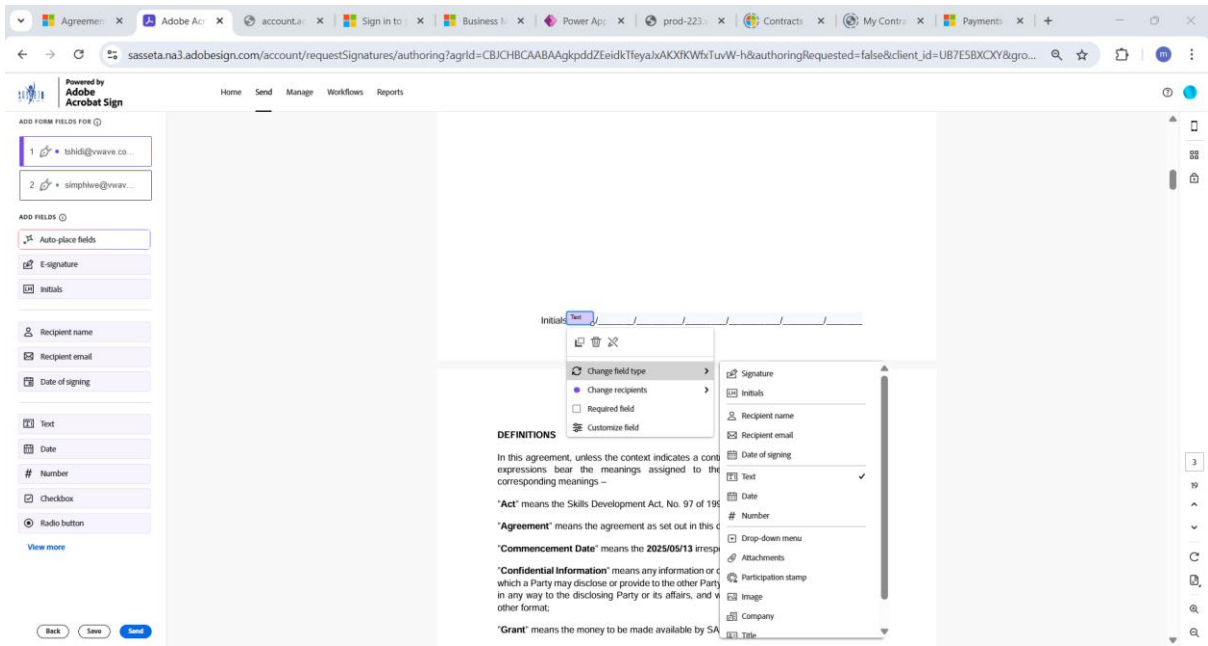 Agreemen
Adobe Acr
account.ac
Sign in to
Business N
Power App
prod-223.
Contracts
My Contra
Payments
sasseta.na3.adobesign.com/account/requestSignatures/authoring?agrId=CBJCHBCAABAAgkpddZEeidkTfeyaJxAKXfKWfxTuvW-h&authoringRequested=false&client_id=UB7E5BXCXY&gro...
m
Powered by
Adobe
Acrobat Sign
Home Send Manage Workflows Reports
ADD FORM FIELDS FOR
1 tshidi@vwave.co...
2 simphiwe@vwav...
ADD FIELDS
Auto-place fields
E-signature
Initials
Recipient name
Recipient email
Date of signing
Text
Date
Number
Checkbox
Radio button
View more
Back Save Send
Initials Text /_______/_______/_______/_______/_______/_______
Change field type
Change recipients
Required field
Customize field
Signature
Initials
Recipient name
Recipient email
Date of signing
Text
Date
Number
Drop-down menu
Attachments
Participation stamp
Image
Company
Title
DEFINITIONS
In this agreement, unless the context indicates a cont
expressions bear the meanings assigned to the
corresponding meanings –
"Act" means the Skills Development Act, No. 97 of 199
"Agreement" means the agreement as set out in this d
"Commencement Date" means the 2025/05/13 irresp
"Confidential Information" means any information or d
which a Party may disclose or provide to the other Party
in any way to the disclosing Party or its affairs, and w
other format;
"Grant" means the money to be made available by SA
3
19